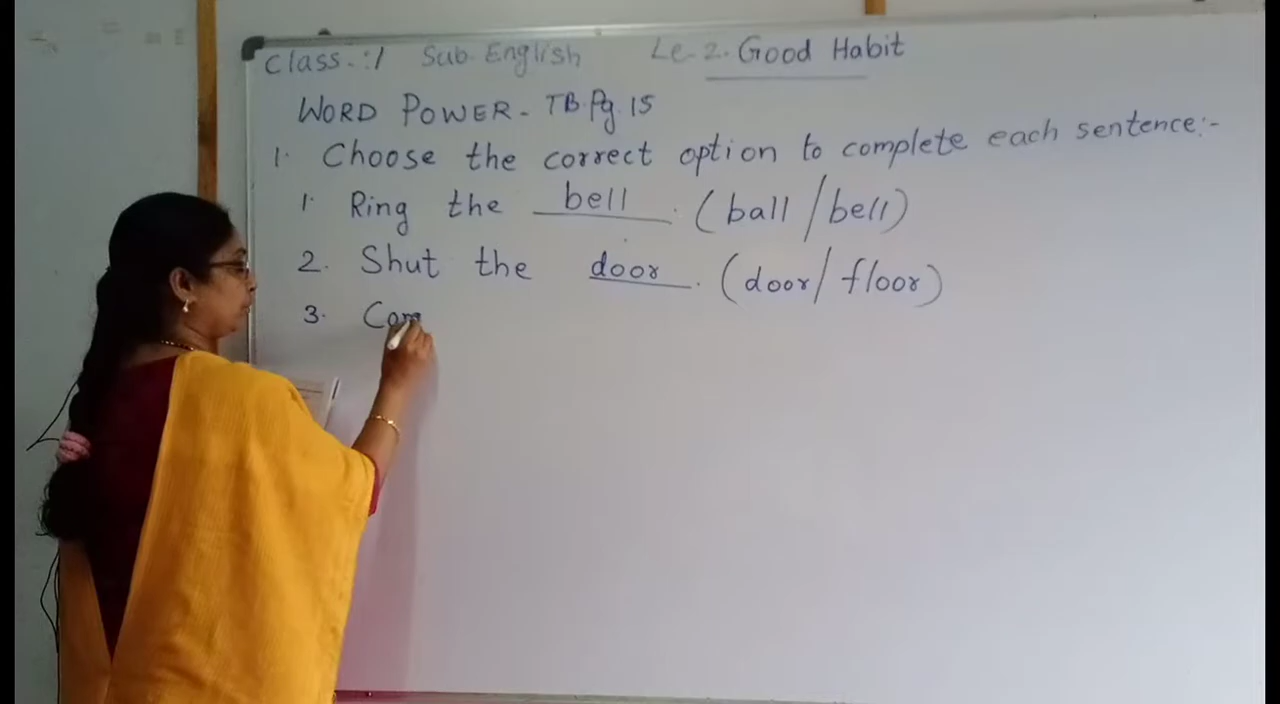 Class.:1 Sub. English Le-2. Good Habit
WORD POWER - TB.Pg.15
1. Choose the correct option to complete each sentence:-
1. Ring the bell. (ball/bell)
2. Shut the door. (door/floor)
3. Com